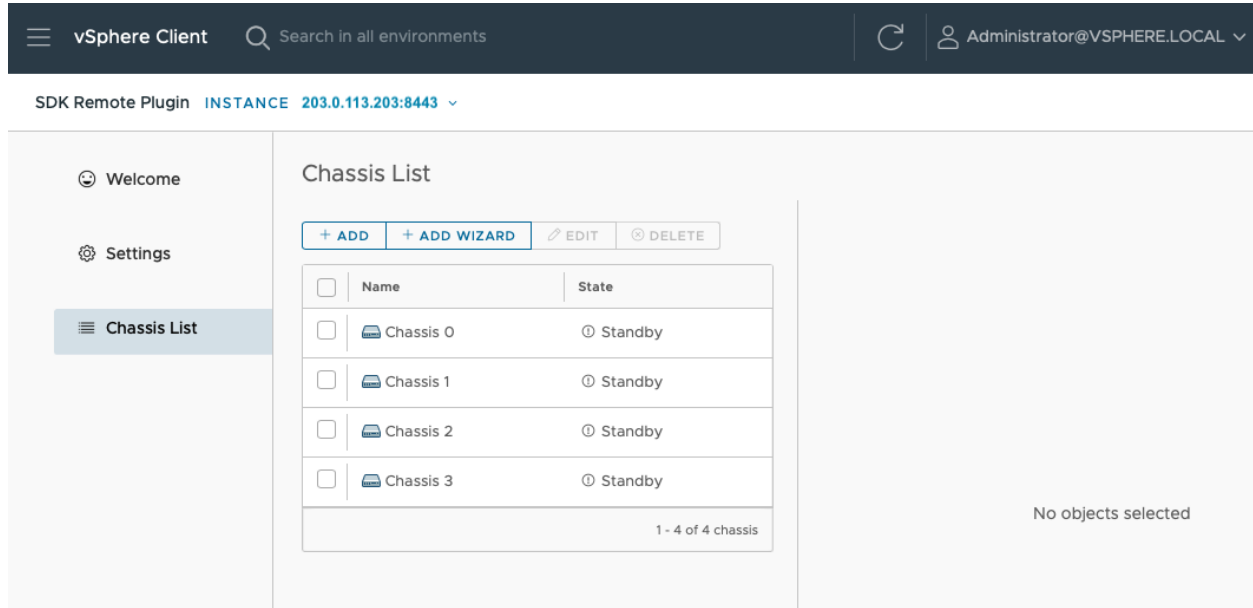 vSphere Client Search in all environments Administrator@VSPHERE.LOCAL
SDK Remote Plugin INSTANCE 203.0.113.203:8443
Welcome
Settings
Chassis List
Chassis List
+ ADD + ADD WIZARD EDIT DELETE
Name State
Chassis 0 Standby
Chassis 1 Standby
Chassis 2 Standby
Chassis 3 Standby
1 - 4 of 4 chassis
No objects selected